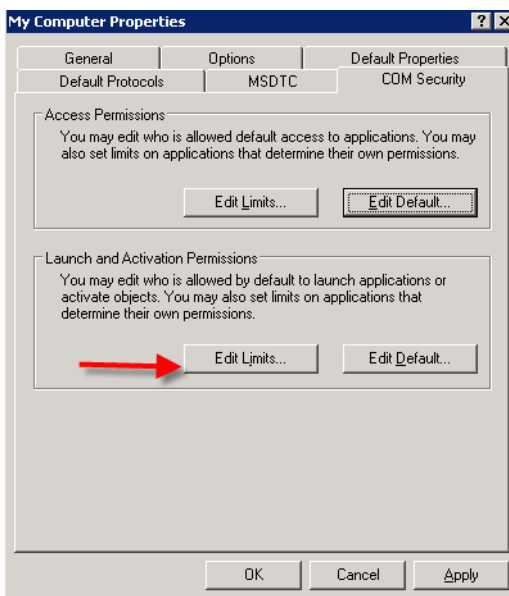 My Computer Properties
General Options Default Properties
Default Protocols MSDTC COM Security
Access Permissions
You may edit who is allowed default access to applications. You may
also set limits on applications that determine their own permissions.
Edit Limits... Edit Default...
Launch and Activation Permissions
You may edit who is allowed by default to launch applications or
activate objects. You may also set limits on applications that
determine their own permissions.
Edit Limits... Edit Default...
OK Cancel Apply